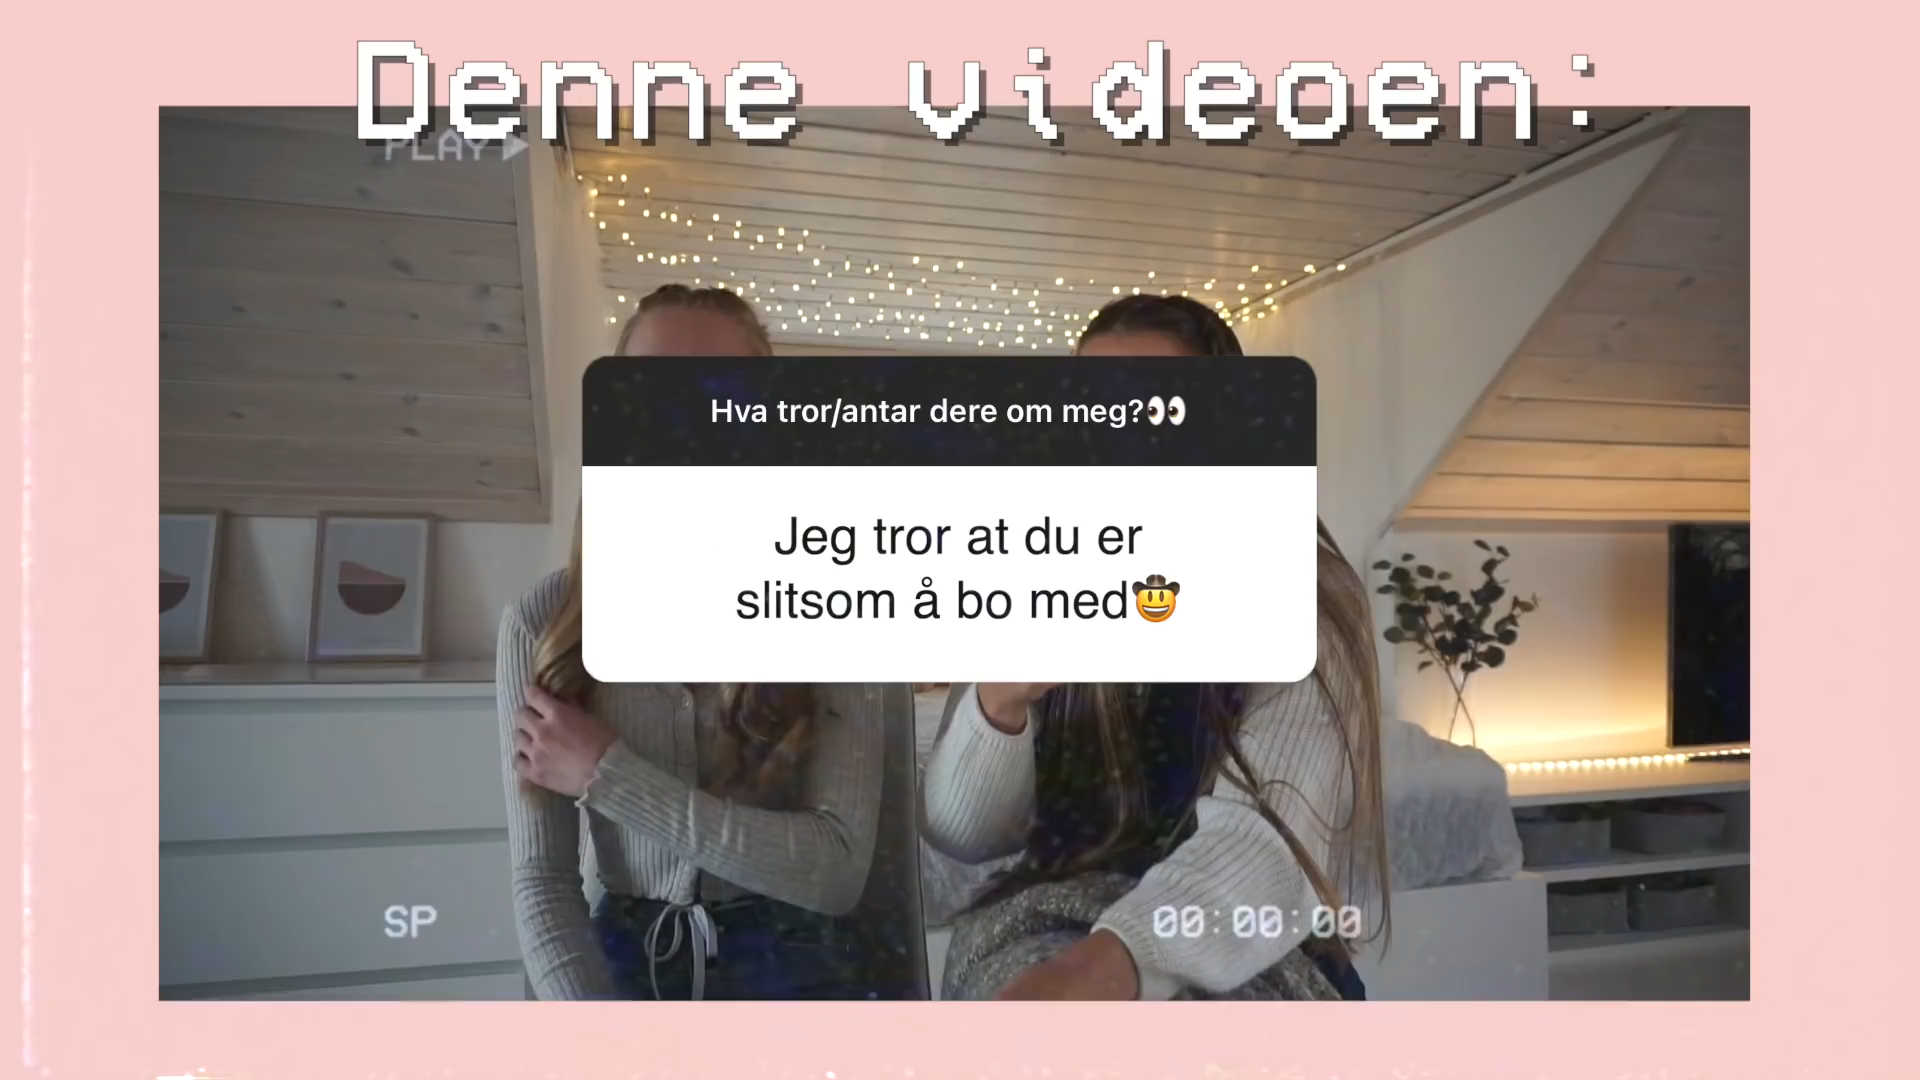 Denne videoen:
PLAY
Hva tror/antar dere om meg?👀
Jeg tror at du er
slitsom å bo med🤠
SP
00:00:00